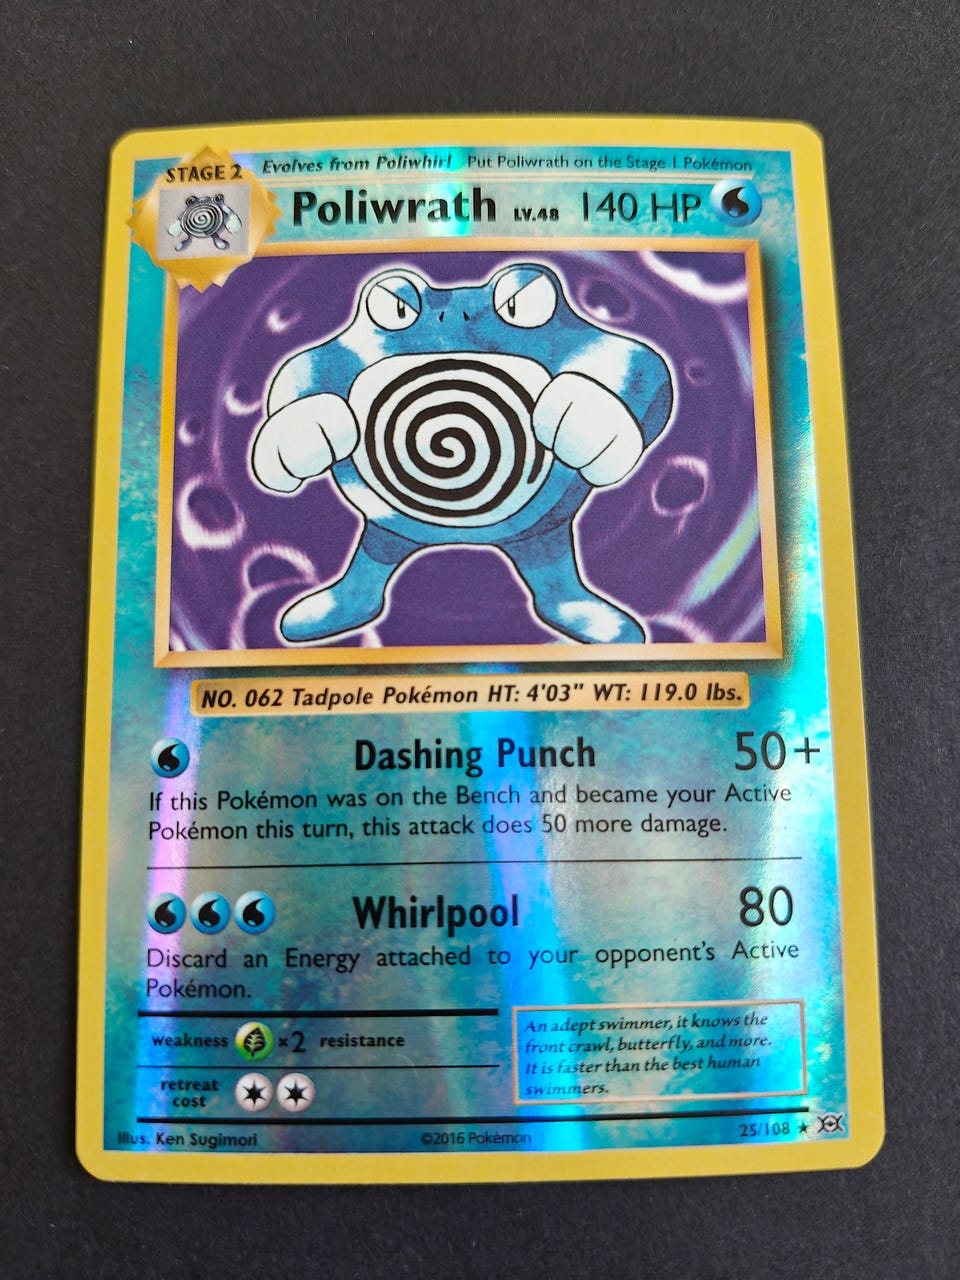 Evolves from Poliwhirl Put Poliwrath on the Stage 1 Pokémon
STAGE 2
Poliwrath LV.48 140 HP
NO. 062 Tadpole Pokémon HT: 4'03" WT: 119.0 lbs.
Dashing Punch 50+
If this Pokémon was on the Bench and became your Active
Pokémon this turn, this attack does 50 more damage.
Whirlpool 80
Discard an Energy attached to your opponent's Active
Pokémon.
weakness ×2 resistance
retreat
cost
An adept swimmer, it knows the
front crawl, butterfly, and more.
It is faster than the best human
swimmers.
Illus. Ken Sugimori ©2016 Pokémon 25/108 ★